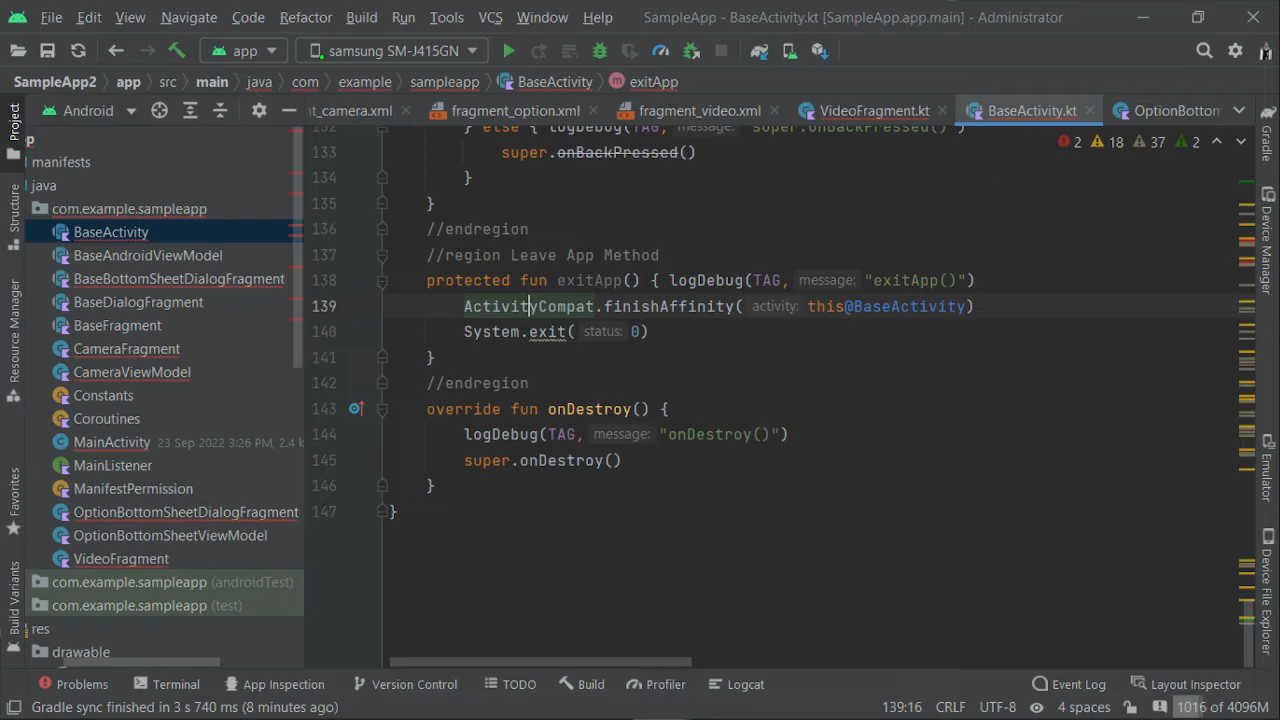 File Edit View Navigate Code Refactor Build Run Tools VCS Window Help SampleApp - BaseActivity.kt [SampleApp.app.main] - Administrator
app samsung SM-J415GN
SampleApp2 app src main java com example sampleapp BaseActivity exitApp
Android
nt_camera.xml fragment_option.xml fragment_video.xml VideoFragment.kt BaseActivity.kt OptionBottom
Project
Structure
Resource Manager
Favorites
Build Variants
p
manifests
java
com.example.sampleapp
BaseActivity
BaseAndroidViewModel
BaseBottomSheetDialogFragment
BaseDialogFragment
BaseFragment
CameraFragment
CameraViewModel
Constants
Coroutines
MainActivity 23 Sep 2022 3:26 PM, 2.4 k
MainListener
ManifestPermission
OptionBottomSheetDialogFragment
OptionBottomSheetViewModel
VideoFragment
com.example.sampleapp (androidTest)
com.example.sampleapp (test)
res
drawable
2 18 37 2
132 } else { logDebug(TAG, message: "super.onBackPressed()")
133 super.onBackPressed()
134 }
135 }
136 //endregion
137 //region Leave App Method
138 protected fun exitApp() { logDebug(TAG, message: "exitApp()")
139 ActivityCompat.finishAffinity( activity: this@BaseActivity)
140 System.exit( status: 0)
141 }
142 //endregion
143 override fun onDestroy() {
144 logDebug(TAG, message: "onDestroy()")
145 super.onDestroy()
146 }
147 }
Gradle
Device Manager
Emulator
Device File Explorer
Problems Terminal App Inspection Version Control TODO Build Profiler Logcat Event Log Layout Inspector
Gradle sync finished in 3 s 740 ms (8 minutes ago) 139:16 CRLF UTF-8 4 spaces 1016 of 4096M